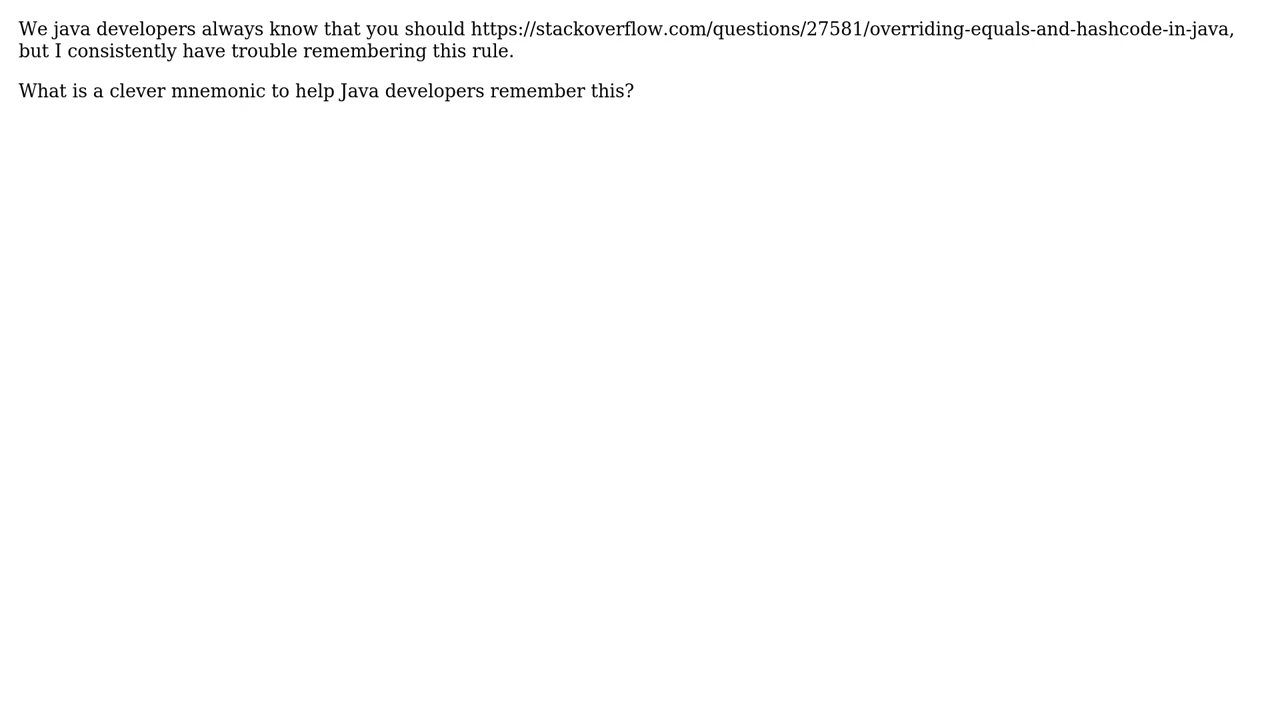 We java developers always know that you should https://stackoverflow.com/questions/27581/overriding-equals-and-hashcode-in-java,
but I consistently have trouble remembering this rule.
What is a clever mnemonic to help Java developers remember this?